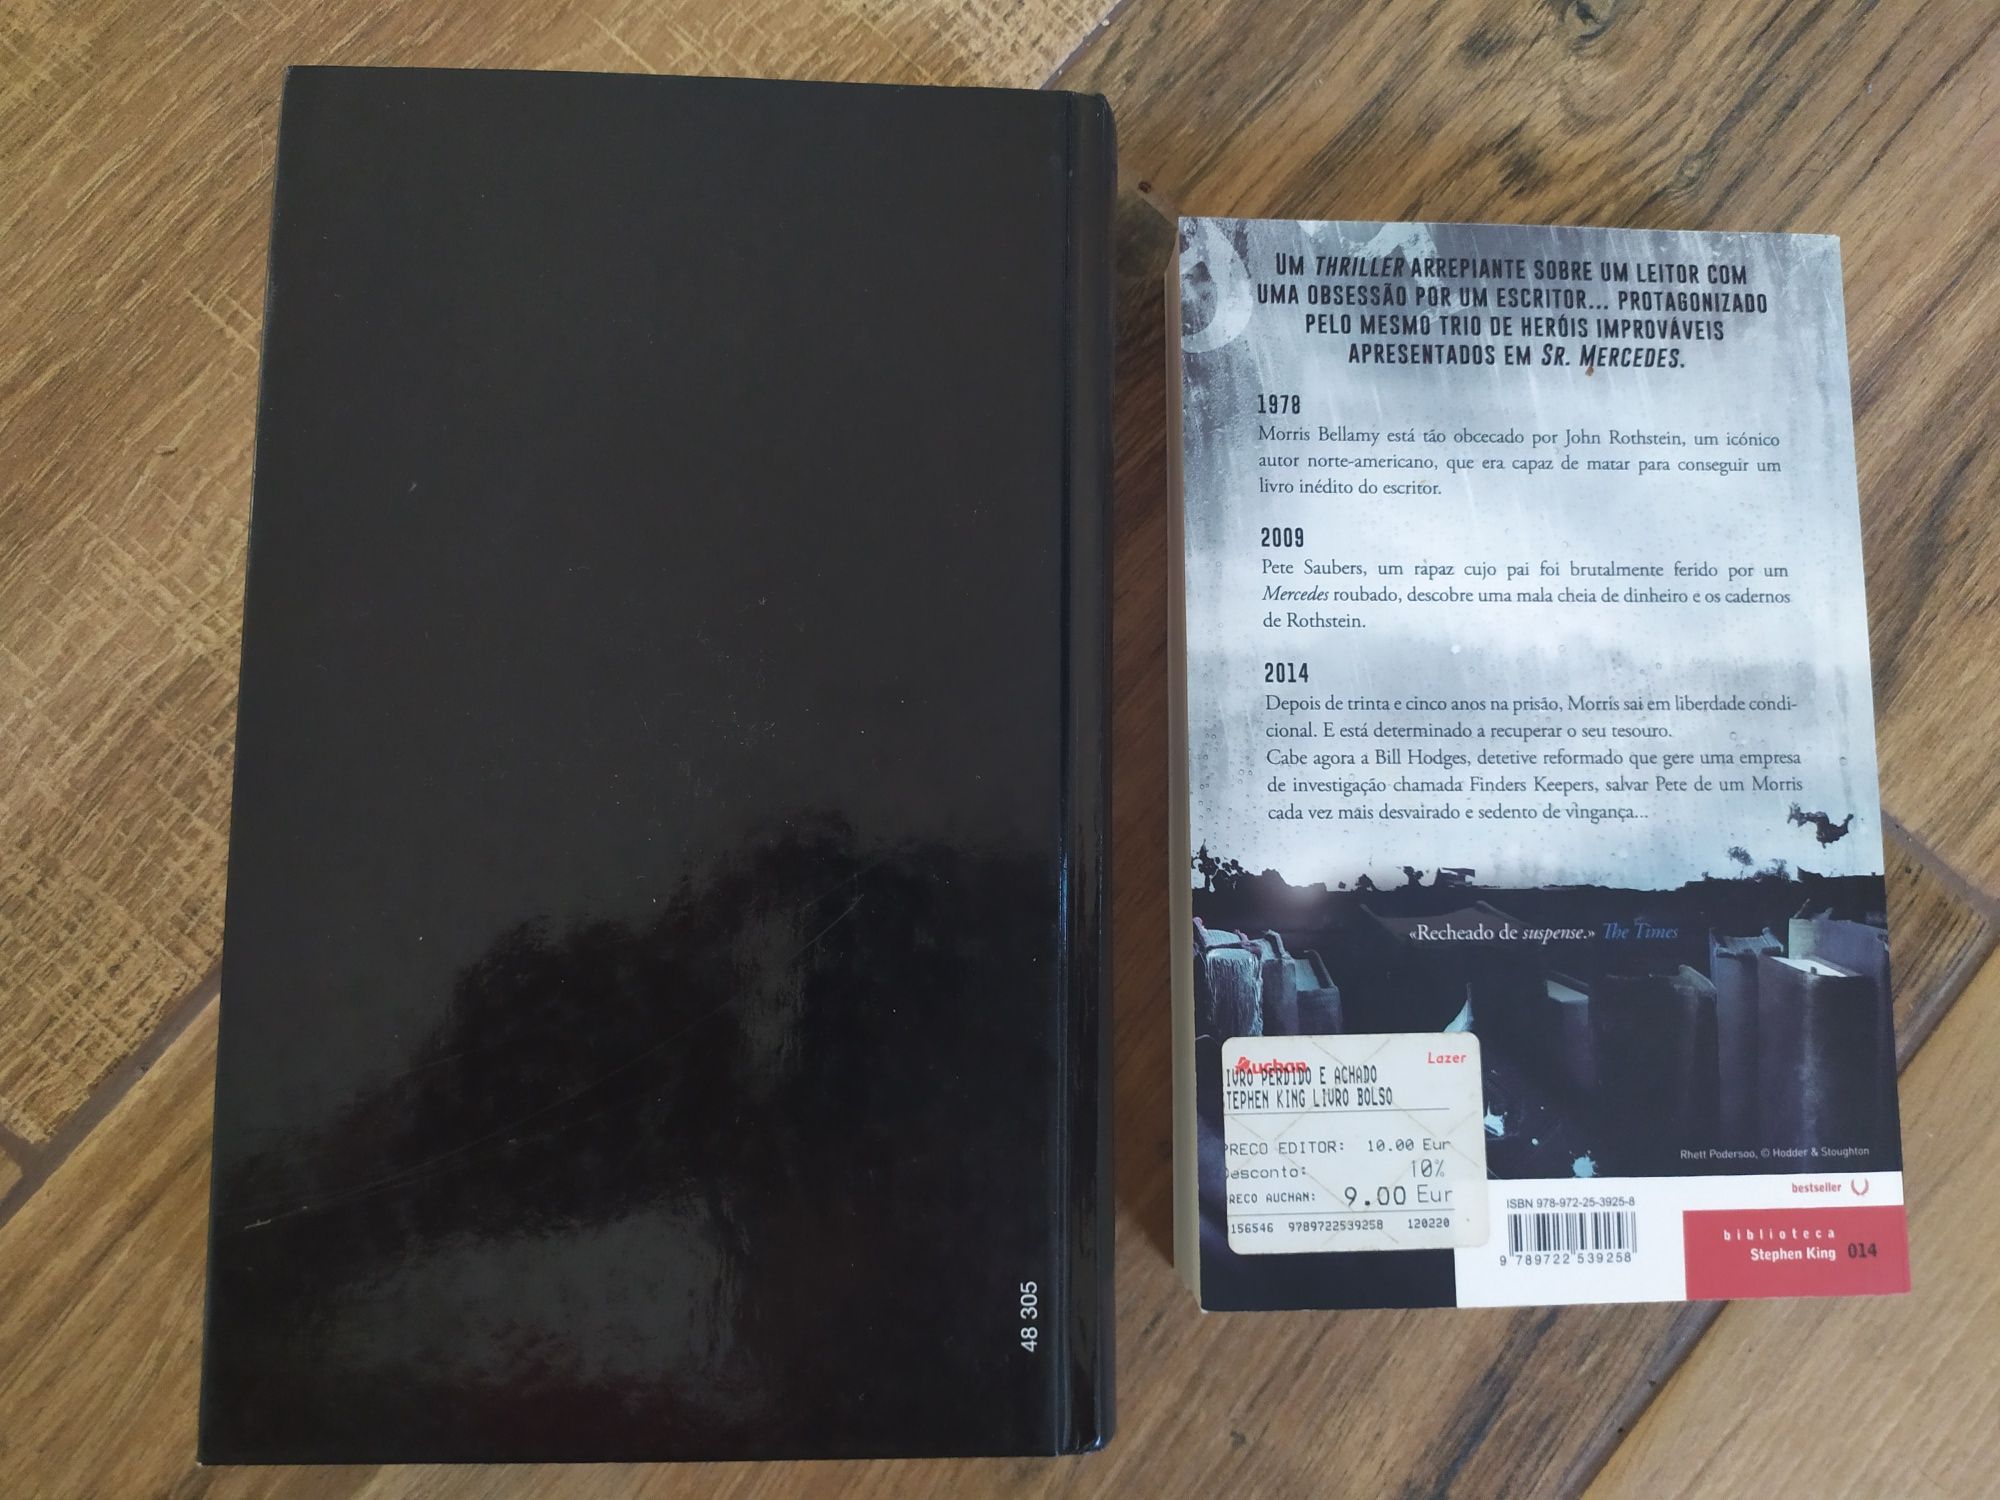 48 305
UM THRILLER ARREPIANTE SOBRE UM LEITOR COM
UMA OBSESSÃO POR UM ESCRITOR... PROTAGONIZADO
PELO MESMO TRIO DE HERÓIS IMPROVÁVEIS
APRESENTADOS EM SR. MERCEDES.
1978
Morris Bellamy está tão obcecado por John Rothstein, um icónico
autor norte-americano, que era capaz de matar para conseguir um
livro inédito do escritor.
2009
Pete Saubers, um rapaz cujo pai foi brutalmente ferido por um
Mercedes roubado, descobre uma mala cheia de dinheiro e os cadernos
de Rothstein.
2014
Depois de trinta e cinco anos na prisão, Morris sai em liberdade condi-
cional. E está determinado a recuperar o seu tesouro.
Cabe agora a Bill Hodges, detetive reformado que gere uma empresa
de investigação chamada Finders Keepers, salvar Pete de um Morris
cada vez mais desvairado e sedento de vingança...
«Recheado de suspense.» The Times
Auchan Lazer
IVRO PERDIDO E ACHADO
TEPHEN KING LIVRO BOLSO
PRECO EDITOR: 10.00 Eur
Desconto: 10%
RECO AUCHAN: 9.00 Eur
156546 9789722539258 120220
Rhett Podersoo, © Hodder & Stoughton
bestseller
ISBN 978-972-25-3925-8
9 789722 539258
biblioteca
Stephen King 014